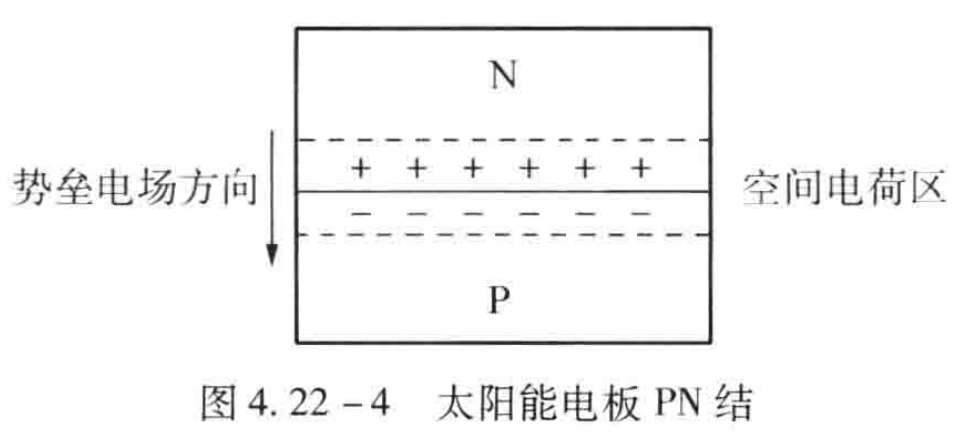 N
+ + + + + +
势垒电场方向
空间电荷区
− − − − − −
P
图 4.22-4 太阳能电板 PN 结